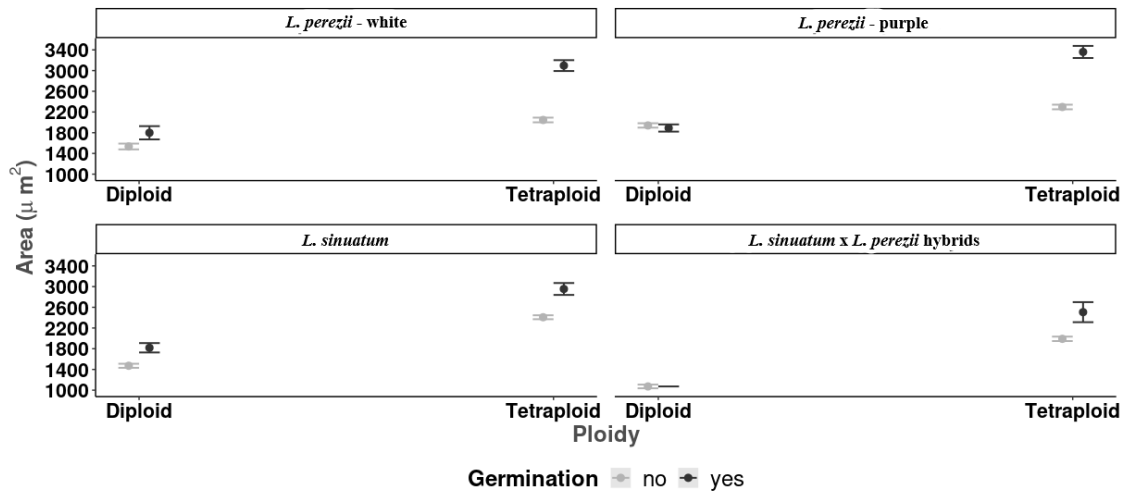 L. perezii - white
L. perezii - purple
3400
3000
2600
2200
1800
1400
1000
Diploid
Tetraploid
Diploid
Tetraploid
Area (μ m²)
L. sinuatum
L. sinuatum x L. perezii hybrids
3400
3000
2600
2200
1800
1400
1000
Diploid
Tetraploid
Diploid
Tetraploid
Ploidy
Germination no yes